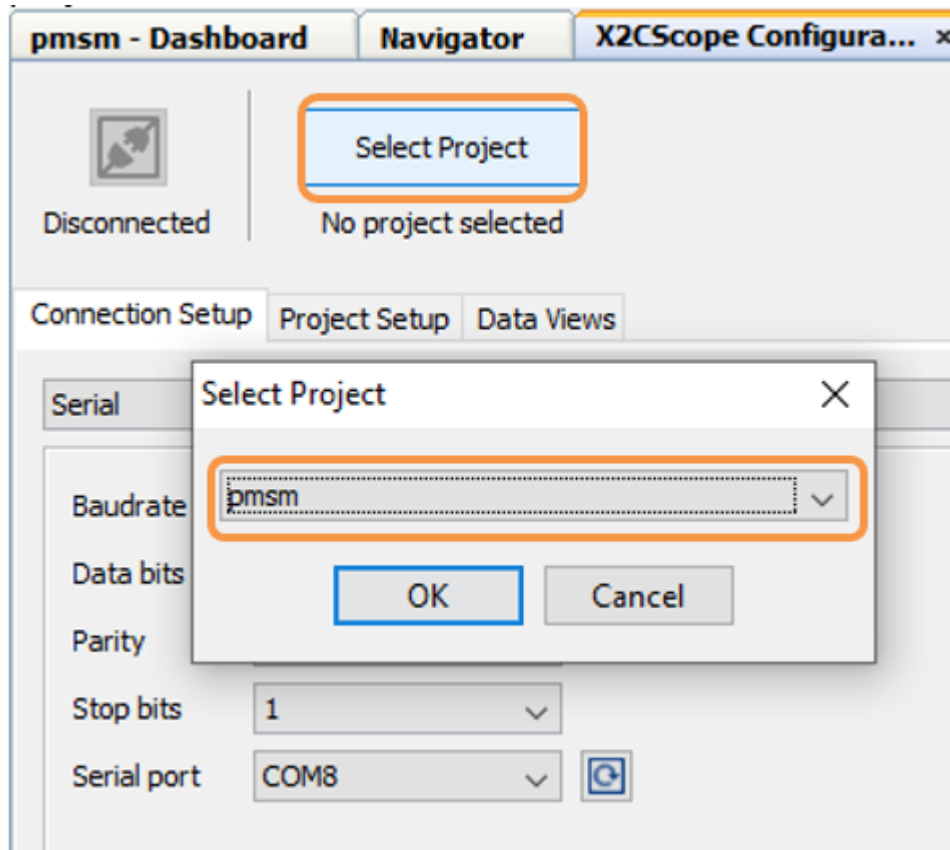 pmsm - Dashboard
Navigator
X2CScope Configura... ×
Select Project
Disconnected
No project selected
Connection Setup
Project Setup
Data Views
Serial
Select Project
pmsm
Baudrate
Data bits
OK
Cancel
Parity
Stop bits
1
Serial port
COM8